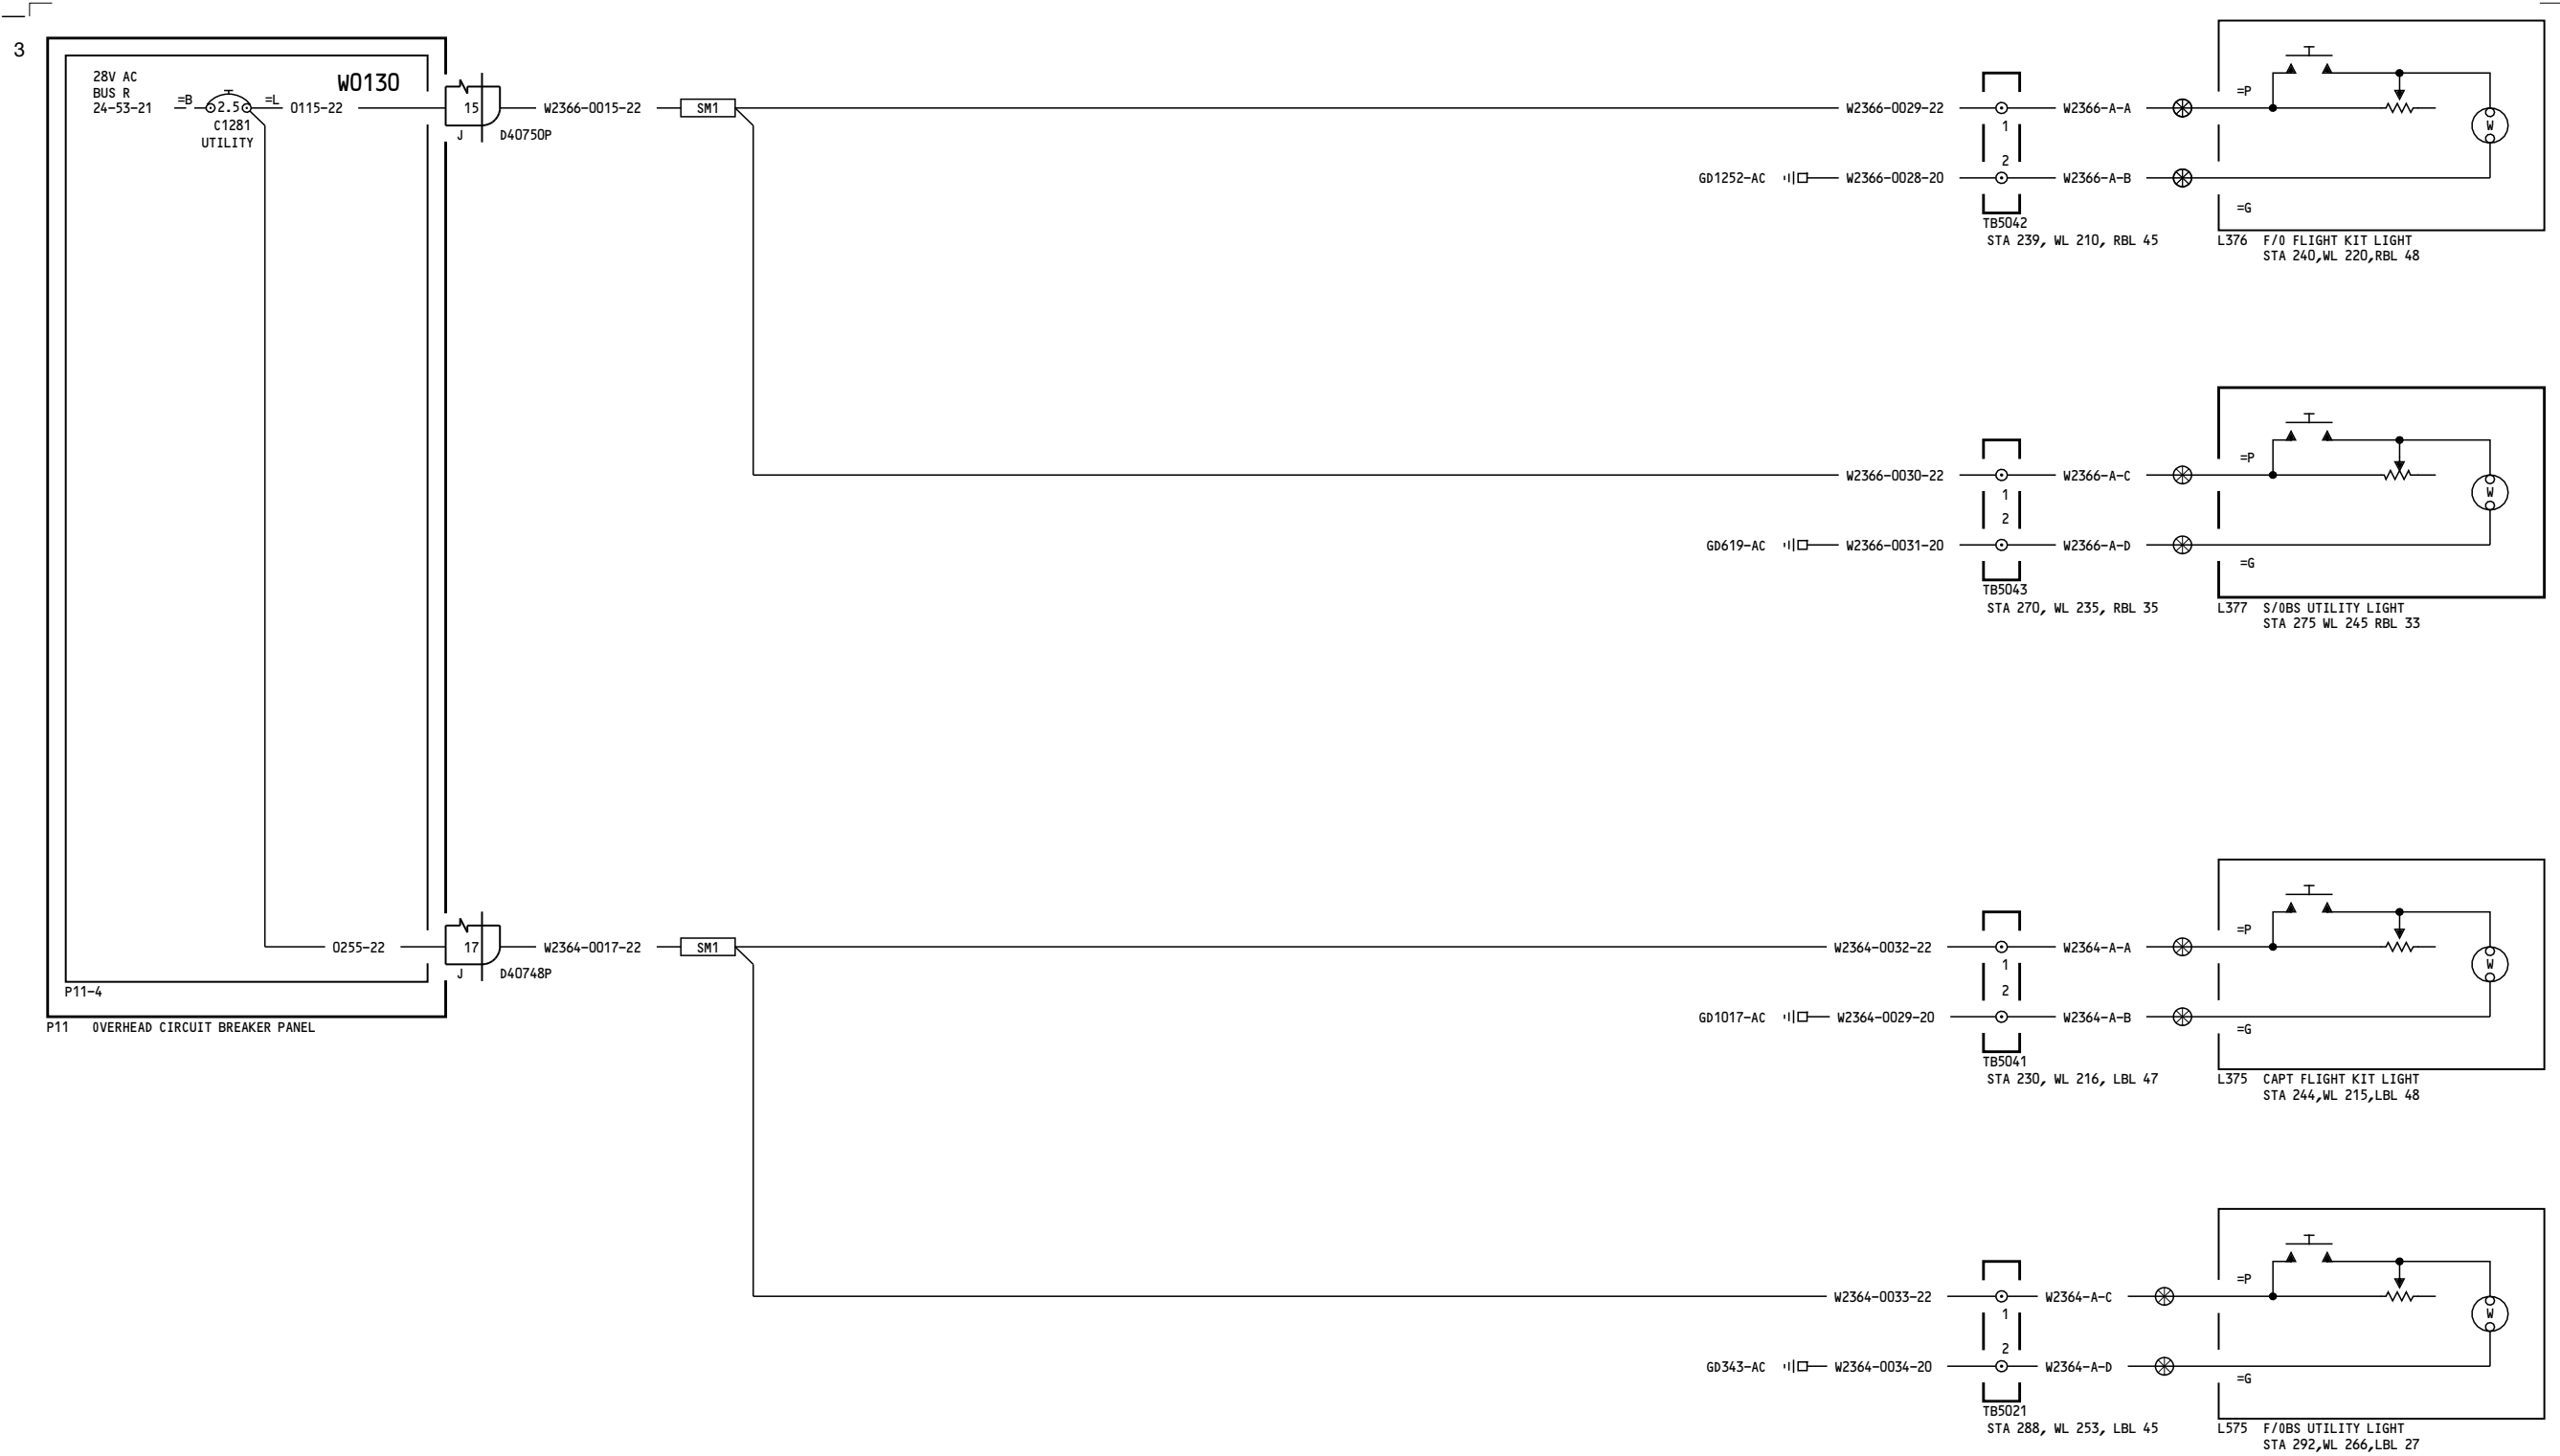 3
28V AC
BUS R
24-53-21
=B
2.5
=L
C1281
UTILITY
W0130
0115-22
15
J
D40750P
W2366-0015-22
SM1
W2366-0029-22
1
2
W2366-A-A
=P
W
GD1252-AC
W2366-0028-20
W2366-A-B
=G
TB5042
STA 239, WL 210, RBL 45
L376 F/O FLIGHT KIT LIGHT
STA 240,WL 220,RBL 48
W2366-0030-22
1
2
W2366-A-C
=P
W
GD619-AC
W2366-0031-20
W2366-A-D
=G
TB5043
STA 270, WL 235, RBL 35
L377 S/OBS UTILITY LIGHT
STA 275 WL 245 RBL 33
0255-22
17
J
D40748P
W2364-0017-22
SM1
P11-4
P11 OVERHEAD CIRCUIT BREAKER PANEL
W2364-0032-22
1
2
W2364-A-A
=P
W
GD1017-AC
W2364-0029-20
W2364-A-B
=G
TB5041
STA 230, WL 216, LBL 47
L375 CAPT FLIGHT KIT LIGHT
STA 244,WL 215,LBL 48
W2364-0033-22
1
2
W2364-A-C
=P
W
GD343-AC
W2364-0034-20
W2364-A-D
=G
TB5021
STA 288, WL 253, LBL 45
L575 F/OBS UTILITY LIGHT
STA 292,WL 266,LBL 27